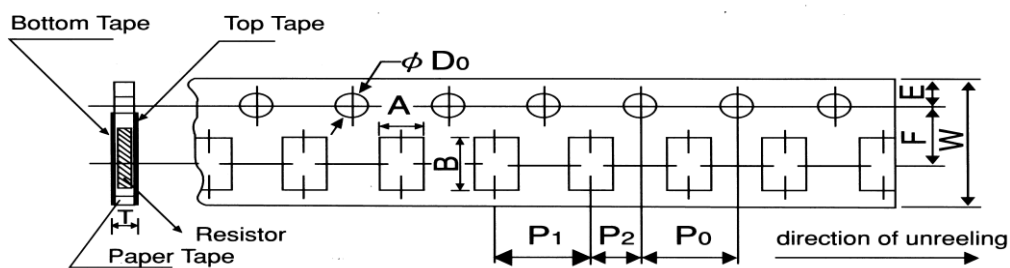 Bottom Tape
Top Tape
ϕ D0
A
B
E
F
W
T
Resistor
Paper Tape
P1
P2
P0
direction of unreeling